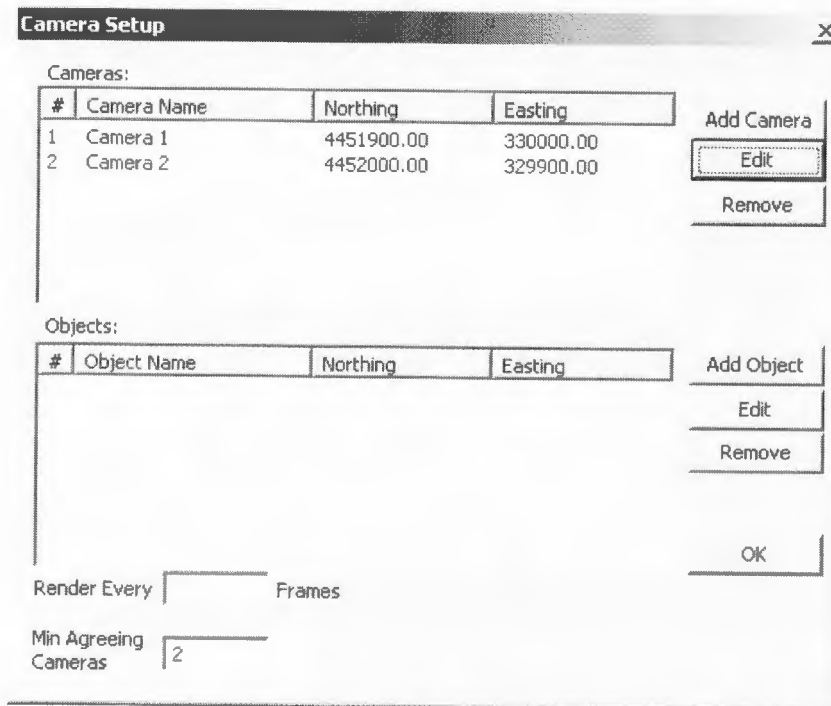 Camera Setup
Cameras:
# Camera Name Northing Easting
1 Camera 1 4451900.00 330000.00
2 Camera 2 4452000.00 329900.00
Add Camera
Edit
Remove
Objects:
# Object Name Northing Easting
Add Object
Edit
Remove
OK
Render Every Frames
Min Agreeing
Cameras 2